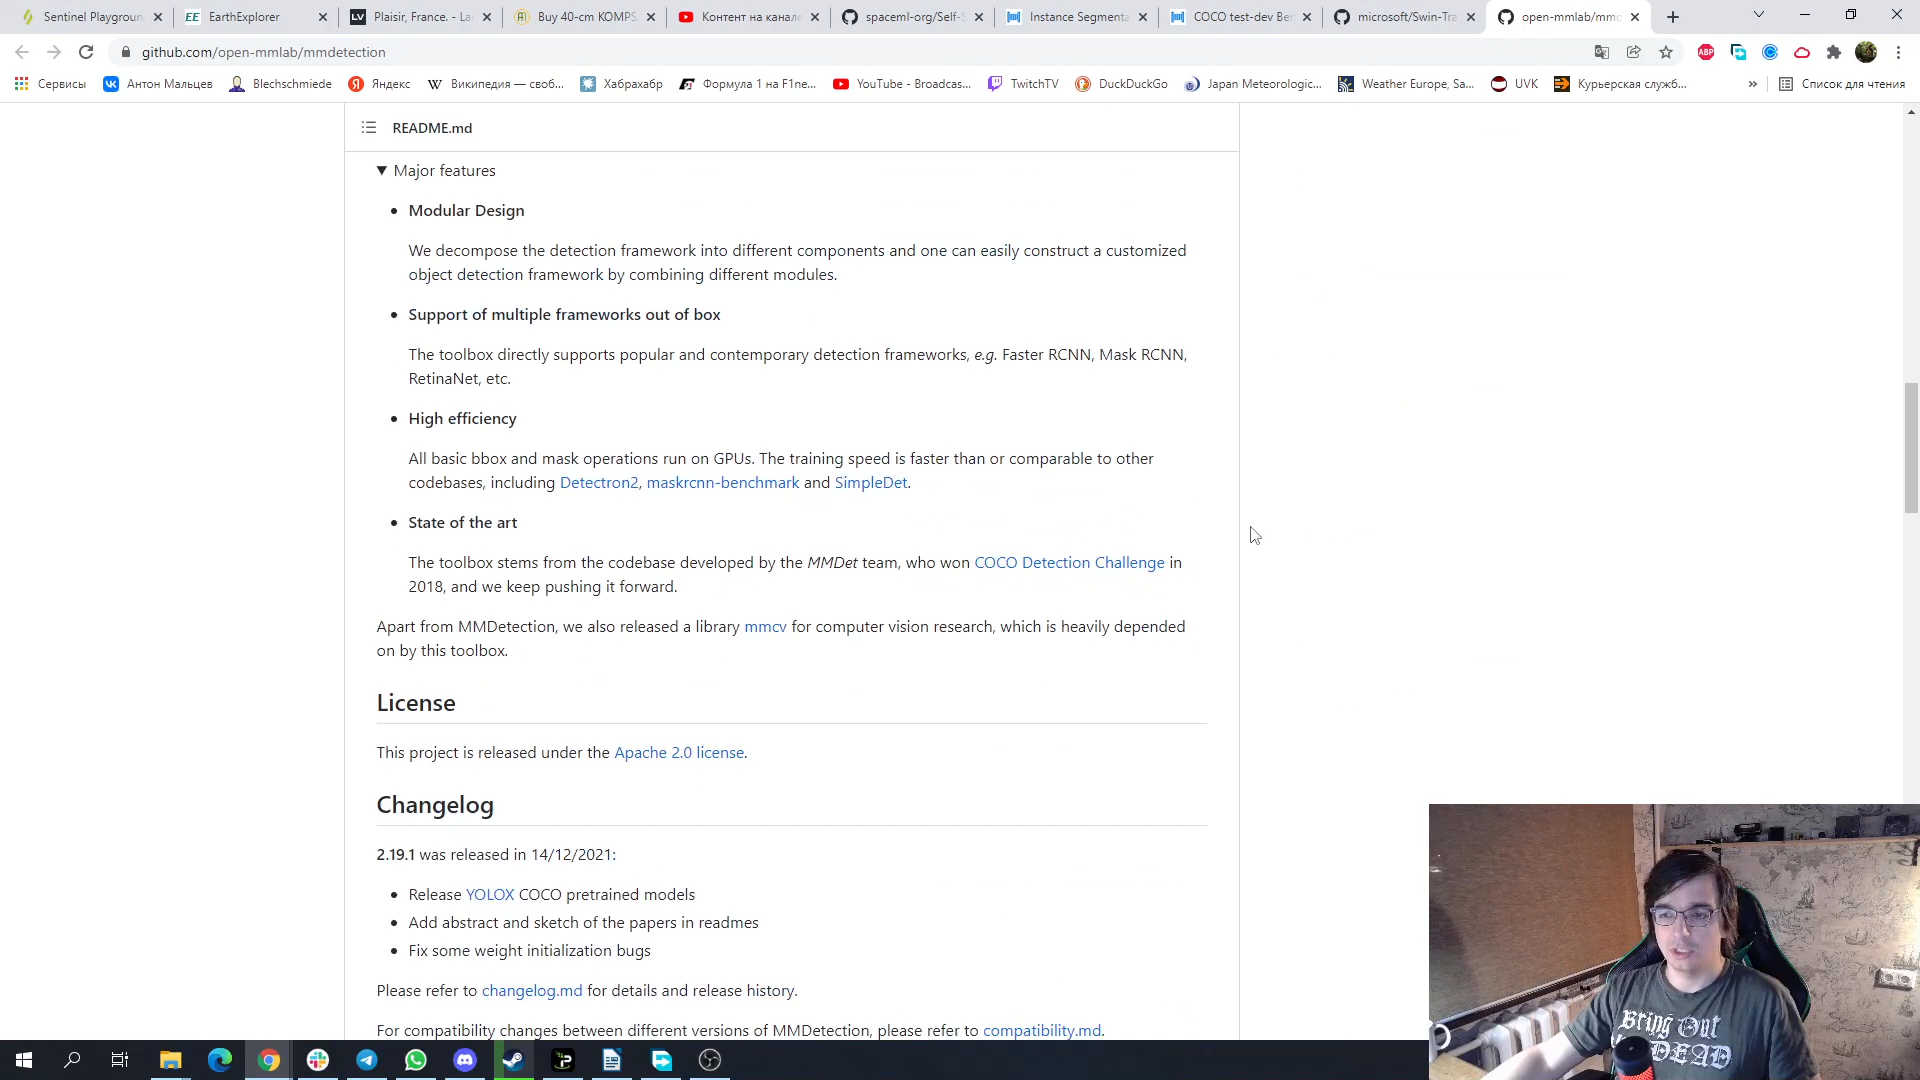 Sentinel Playgroun
EarthExplorer
Plaisir, France. - La
Buy 40-cm KOMPS
Контент на канале
spaceml-org/Self-S
Instance Segmenta
COCO test-dev Be
microsoft/Swin-Tra
open-mmlab/mmd
github.com/open-mmlab/mmdetection
Сервисы
Антон Мальцев
Blechschmiede
Яндекс
Википедия — своб...
Хабрахабр
Формула 1 на F1ne...
YouTube - Broadcas...
TwitchTV
DuckDuckGo
Japan Meteorologic...
Weather Europe, Sa...
UVK
Курьерская служб...
»
Список для чтения
README.md
Major features
Modular Design
We decompose the detection framework into different components and one can easily construct a customized
object detection framework by combining different modules.
Support of multiple frameworks out of box
The toolbox directly supports popular and contemporary detection frameworks, e.g. Faster RCNN, Mask RCNN,
RetinaNet, etc.
High efficiency
All basic bbox and mask operations run on GPUs. The training speed is faster than or comparable to other
codebases, including Detectron2, maskrcnn-benchmark and SimpleDet.
State of the art
The toolbox stems from the codebase developed by the MMDet team, who won COCO Detection Challenge in
2018, and we keep pushing it forward.
Apart from MMDetection, we also released a library mmcv for computer vision research, which is heavily depended
on by this toolbox.
License
This project is released under the Apache 2.0 license.
Changelog
2.19.1 was released in 14/12/2021:
Release YOLOX COCO pretrained models
Add abstract and sketch of the papers in readmes
Fix some weight initialization bugs
Please refer to changelog.md for details and release history.
For compatibility changes between different versions of MMDetection, please refer to compatibility.md.
BRING OUT
DEAD